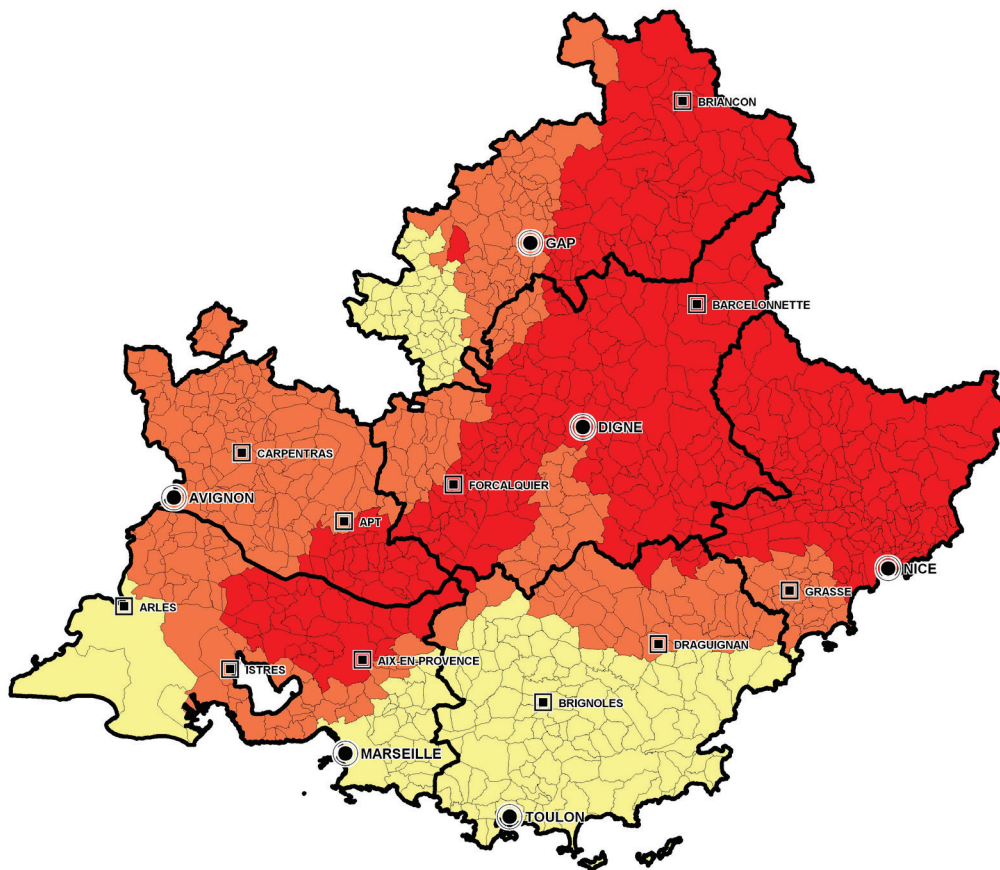 BRIANCON
GAP
BARCELONNETTE
DIGNE
CARPENTRAS
FORCALQUIER
AVIGNON
APT
NICE
GRASSE
ARLES
DRAGUIGNAN
AIX-EN-PROVENCE
ISTRES
BRIGNOLES
MARSEILLE
TOULON